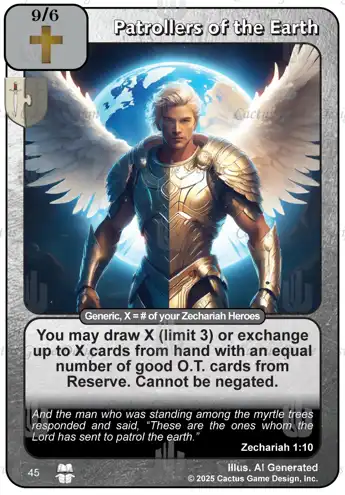 9/6
Patrollers of the Earth
Generic, X = # of your Zechariah Heroes
You may draw X (limit 3) or exchange
up to X cards from hand with an equal
number of good O.T. cards from
Reserve. Cannot be negated.
And the man who was standing among the myrtle trees
responded and said, “These are the ones whom the
Lord has sent to patrol the earth.”
Zechariah 1:10
45
Illus. AI Generated
© 2025 Cactus Game Design, Inc.